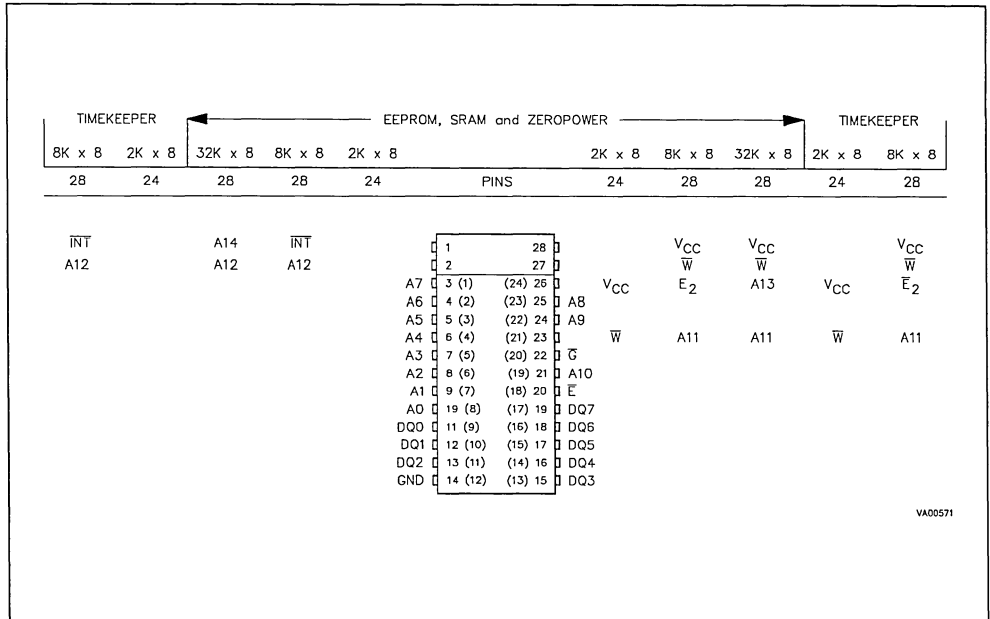 TIMEKEEPER EEPROM, SRAM and ZEROPOWER TIMEKEEPER
8K x 8 2K x 8 32K x 8 8K x 8 2K x 8 2K x 8 8K x 8 32K x 8 2K x 8 8K x 8
28 24 28 28 24 PINS 24 28 28 24 28
I̅N̅T̅ A14 I̅N̅T̅ 1 28 VCC VCC VCC
A12 A12 A12 2 27 W̅ W̅ W̅
A7 3 (1) (24) 26 VCC E2 A13 VCC E̅2
A6 4 (2) (23) 25 A8
A5 5 (3) (22) 24 A9
A4 6 (4) (21) 23 W̅ A11 A11 W̅ A11
A3 7 (5) (20) 22 G̅
A2 8 (6) (19) 21 A10
A1 9 (7) (18) 20 E̅
A0 19 (8) (17) 19 DQ7
DQ0 11 (9) (16) 18 DQ6
DQ1 12 (10) (15) 17 DQ5
DQ2 13 (11) (14) 16 DQ4
GND 14 (12) (13) 15 DQ3
VA00571